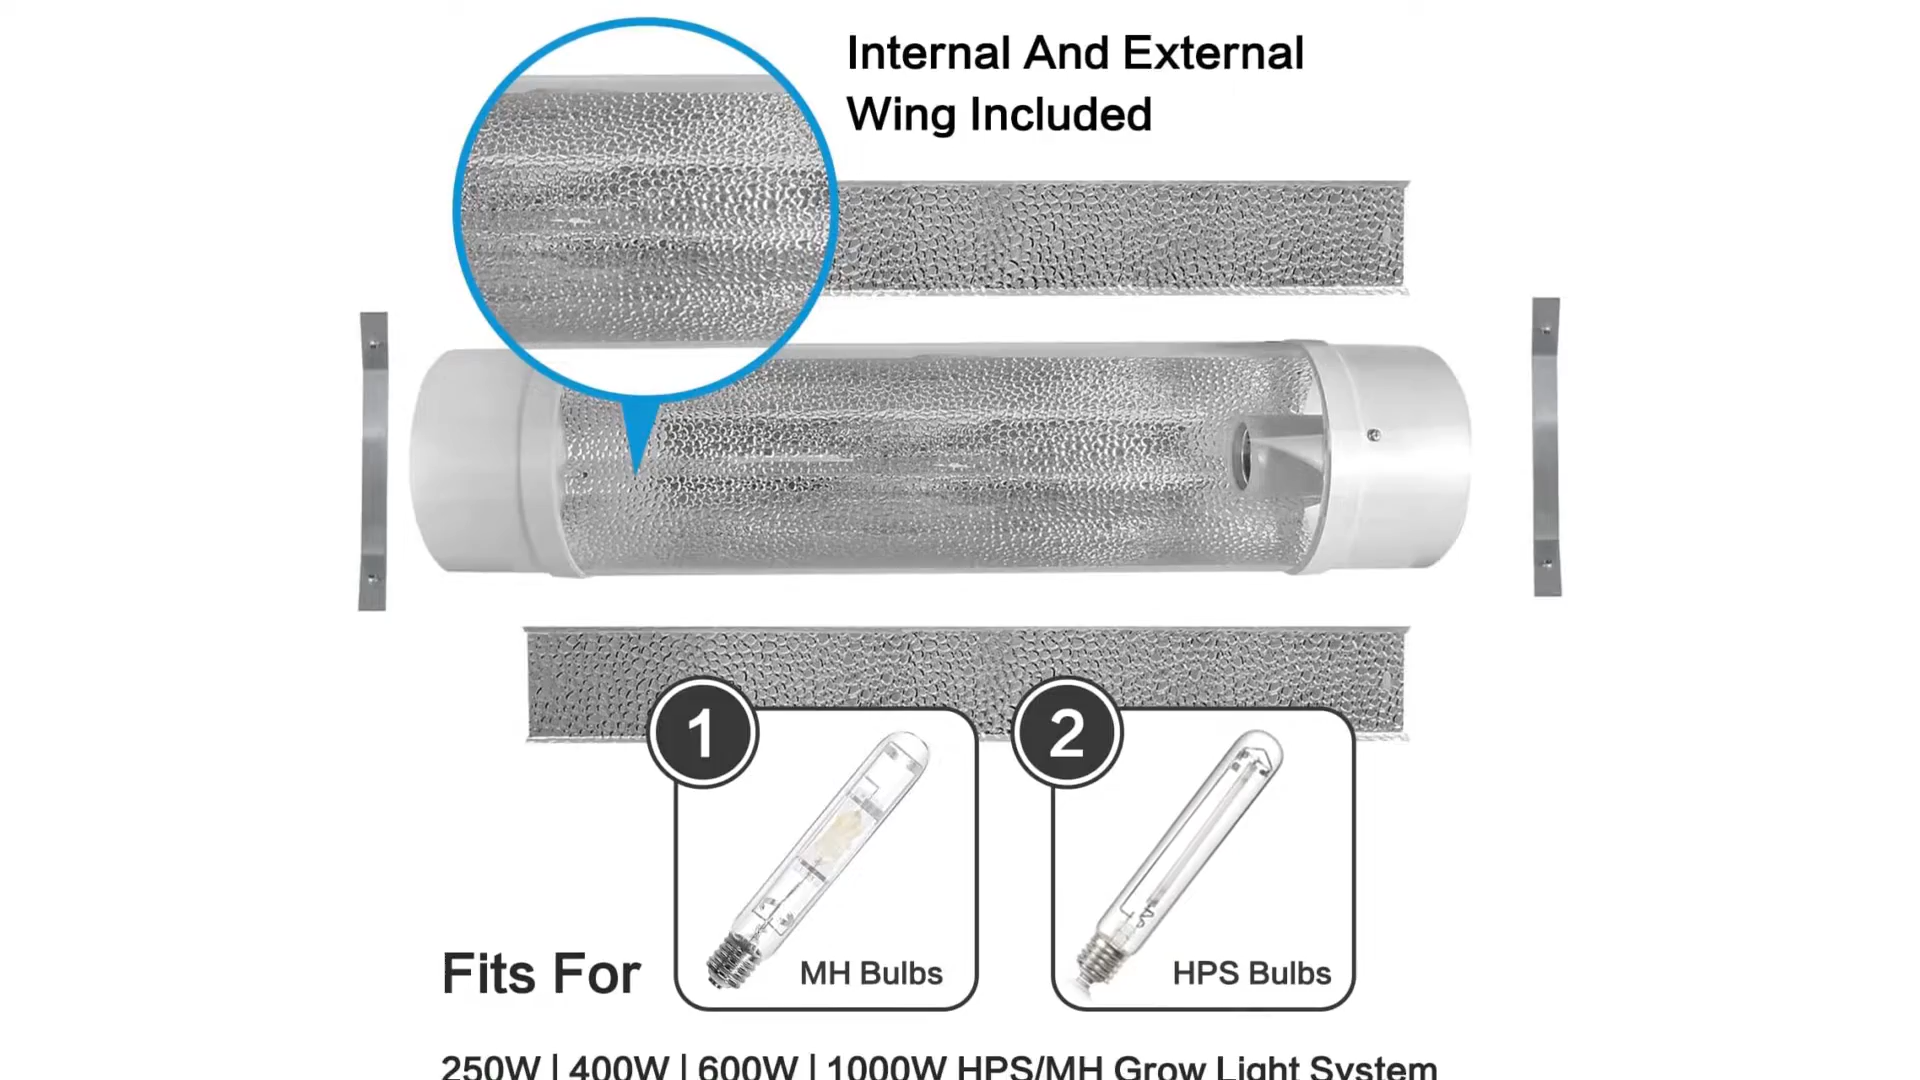 Internal And External
Wing Included
1
2
MH Bulbs
HPS Bulbs
Fits For
250W | 400W | 600W | 1000W HPS/MH Grow Light System